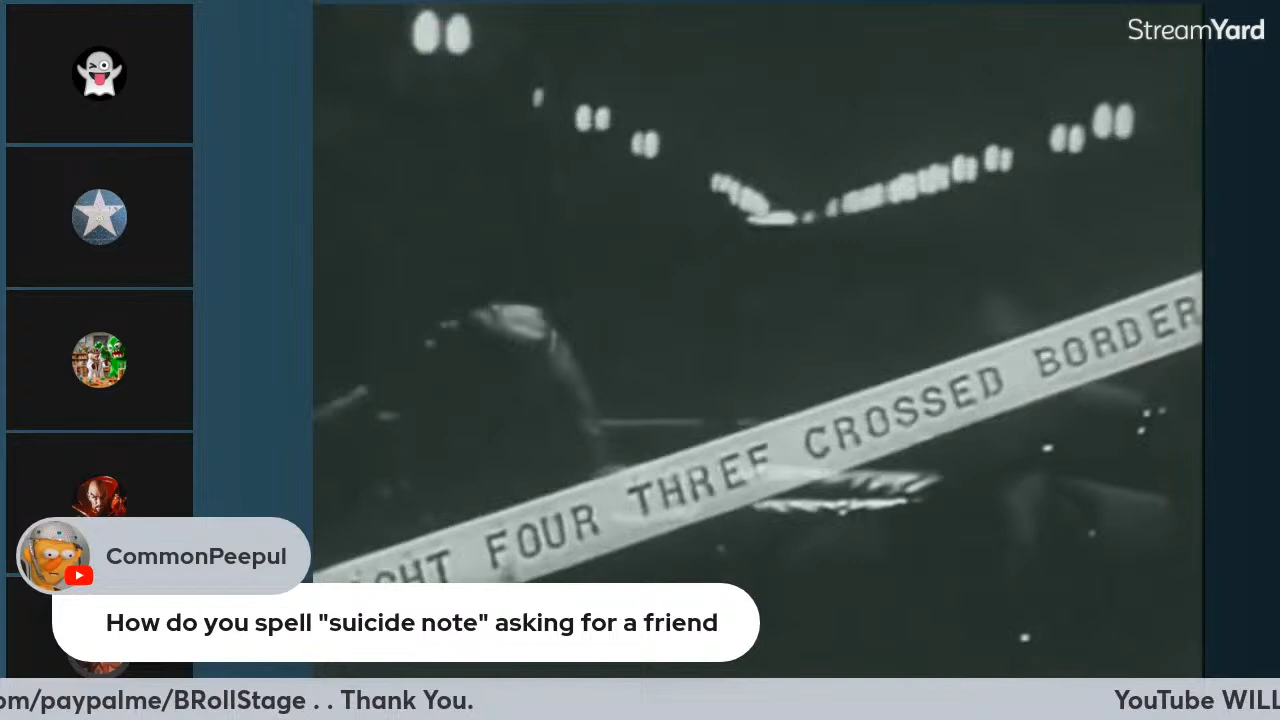 StreamYard
GHT FOUR THREE CROSSED BORDER
CommonPeepul
How do you spell "suicide note" asking for a friend
om/paypalme/BRollStage . . Thank You.
YouTube WILL